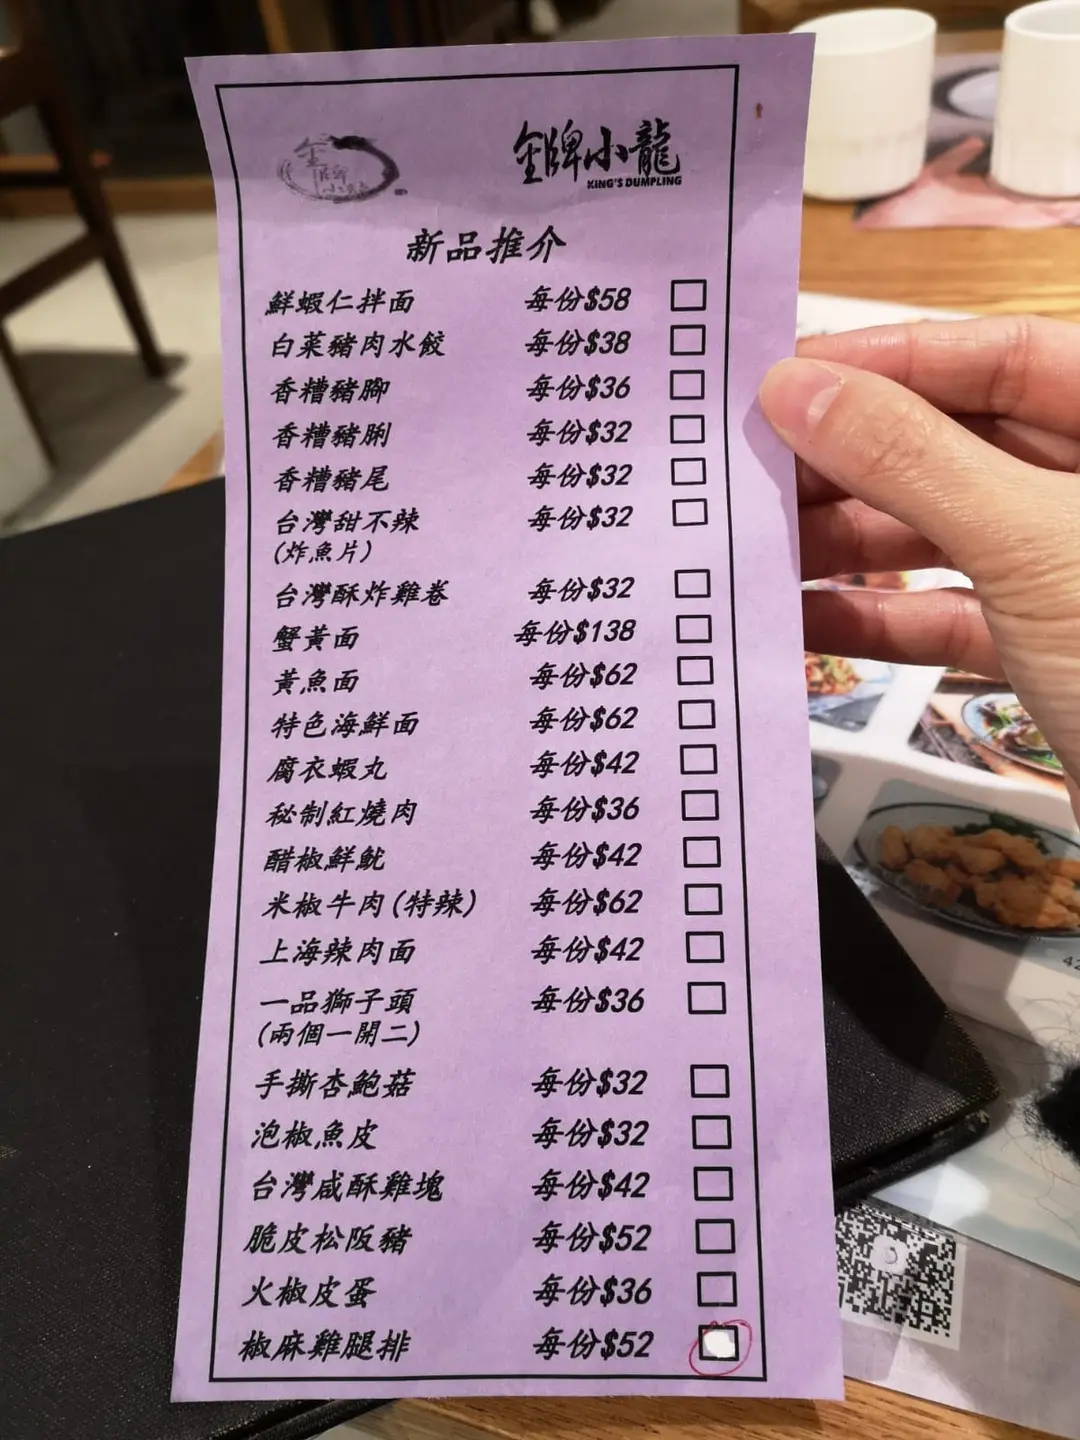 金牌小龍
金牌小龍
KING'S DUMPLING
新品推介
鮮蝦仁拌面 每份$58
白菜豬肉水餃 每份$38
香糟豬腳 每份$36
香糟豬脷 每份$32
香糟豬尾 每份$32
台灣甜不辣 每份$32
(炸魚片)
台灣酥炸雞卷 每份$32
蟹黃面 每份$138
黃魚面 每份$62
特色海鮮面 每份$62
腐衣蝦丸 每份$42
秘制紅燒肉 每份$36
醋椒鮮魷 每份$42
米椒牛肉(特辣) 每份$62
上海辣肉面 每份$42
一品獅子頭 每份$36
(兩個一開二)
手撕杏鮑菇 每份$32
泡椒魚皮 每份$32
台灣咸酥雞塊 每份$42
脆皮松阪豬 每份$52
火椒皮蛋 每份$36
椒麻雞腿排 每份$52
42